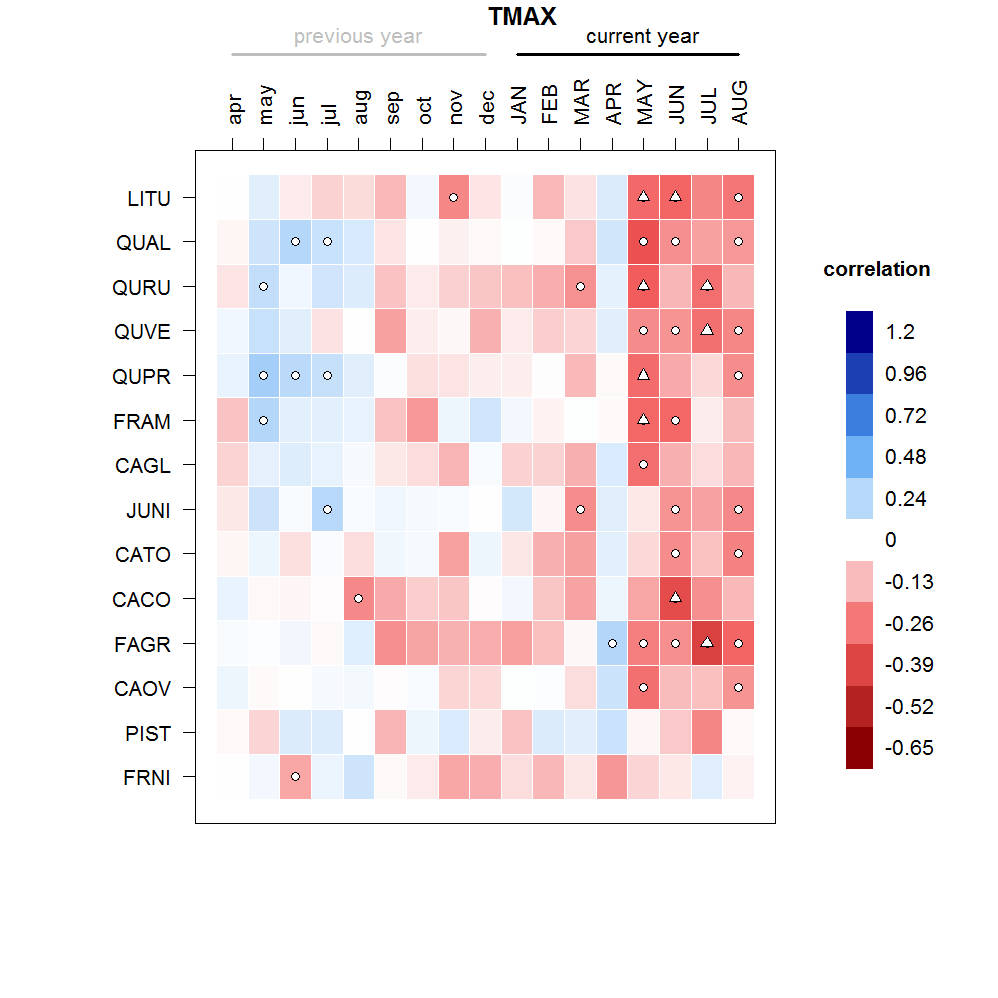 TMAX
previous year current year
apr may jun jul aug sep oct nov dec JAN FEB MAR APR MAY JUN JUL AUG
LITU
QUAL
QURU
QUVE
QUPR
FRAM
CAGL
JUNI
CATO
CACO
FAGR
CAOV
PIST
FRNI
correlation
1.2
0.96
0.72
0.48
0.24
0
-0.13
-0.26
-0.39
-0.52
-0.65